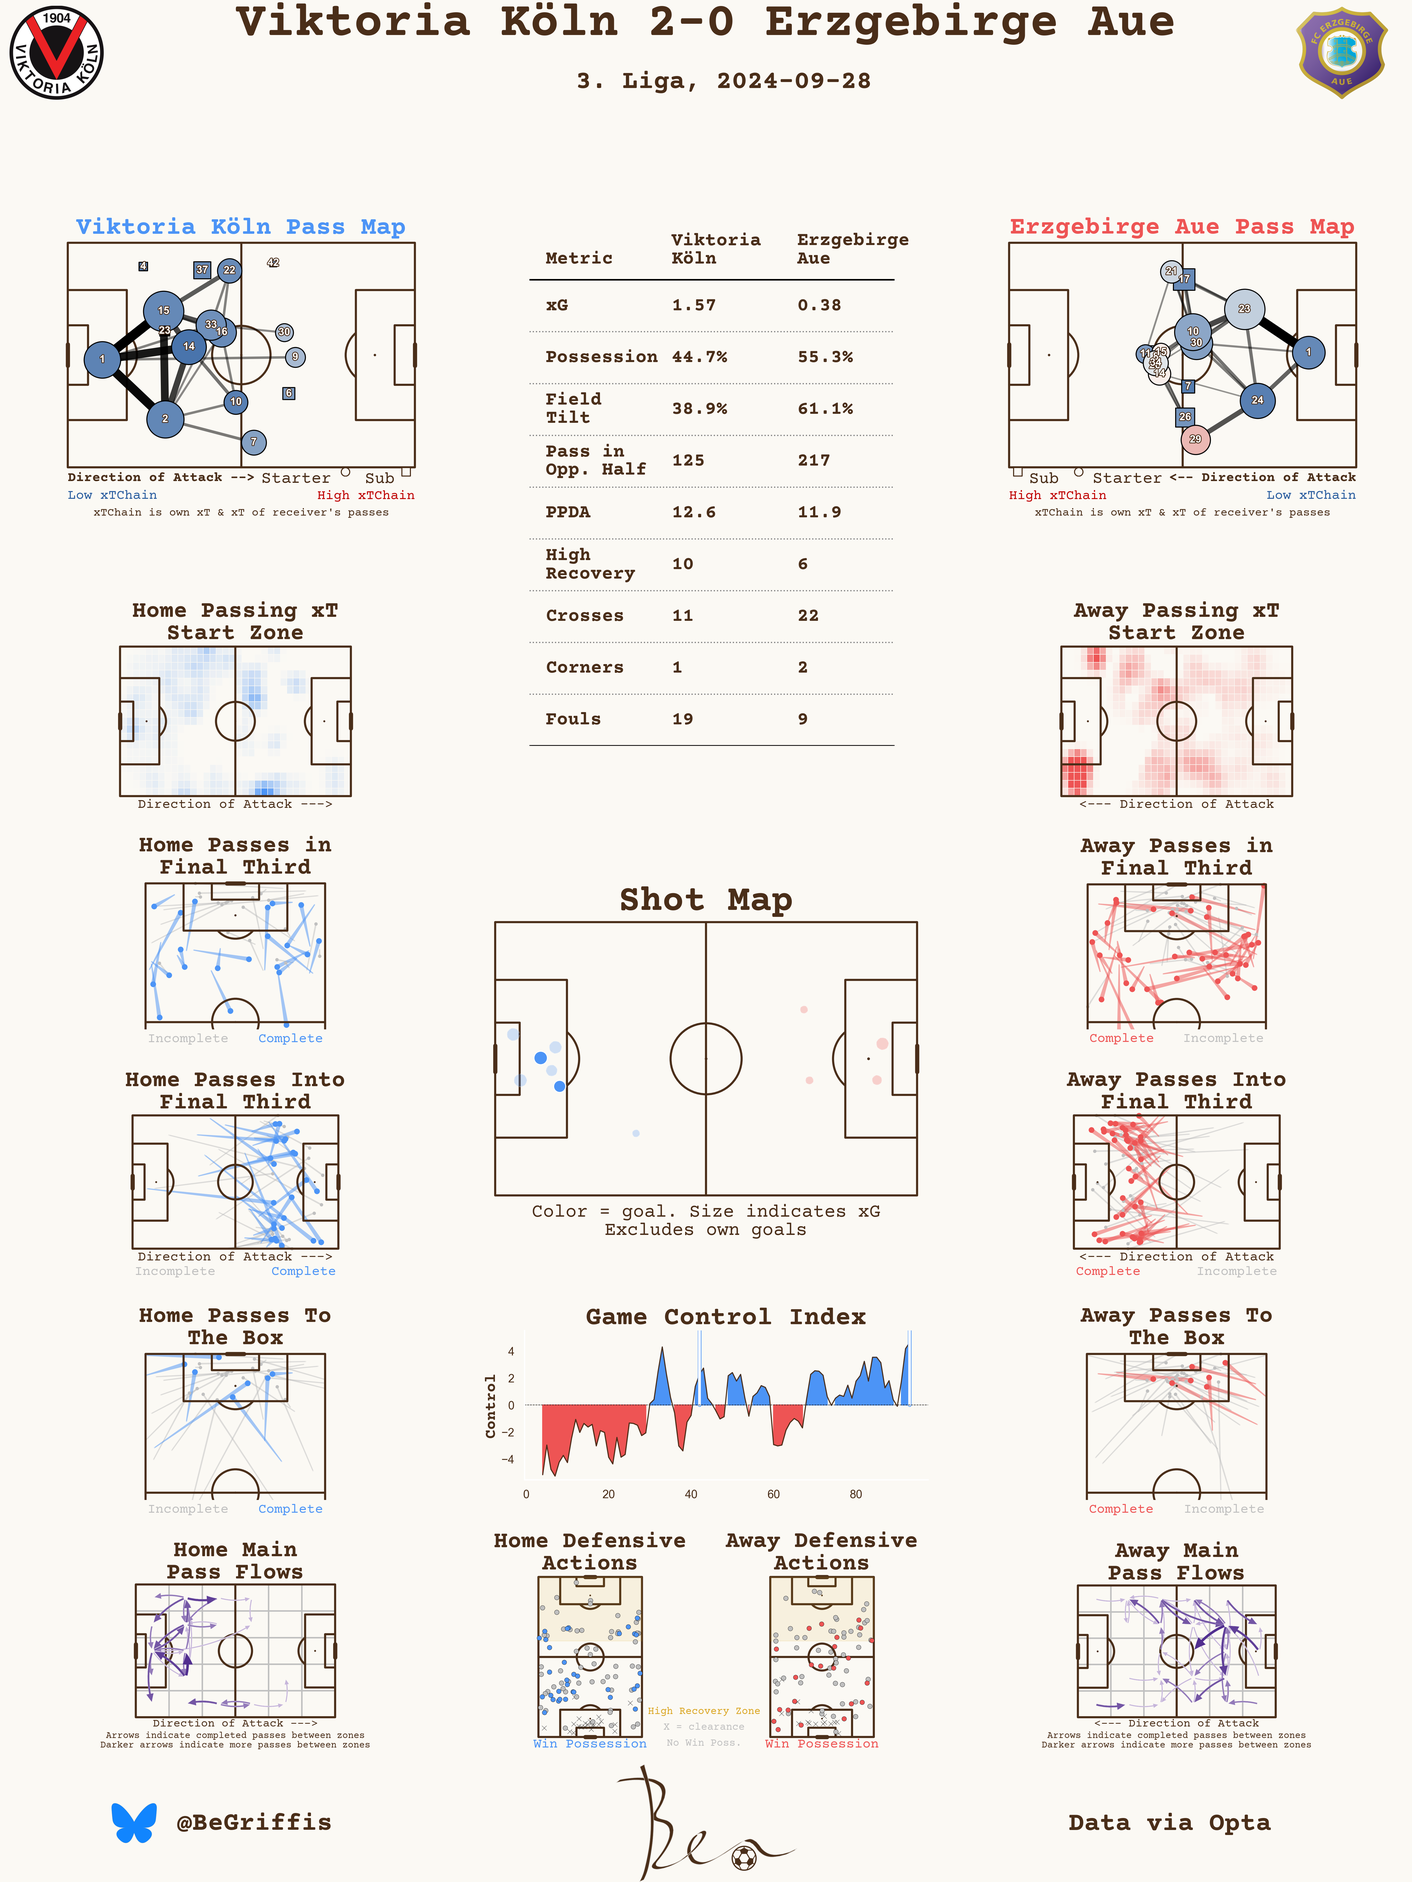 Viktoria Köln 2-0 Erzgebirge Aue
3. Liga, 2024-09-28
1904
VIKTORIA KÖLN
FC ERZGEBIRGE
AUE
Viktoria Köln Pass Map
4
37
22
42
15
33
16
23
30
14
1
9
6
10
2
7
Direction of Attack --> Starter Sub
Low xTChain High xTChain
xTChain is own xT & xT of receiver's passes
Metric Viktoria Köln Erzgebirge Aue
xG 1.57 0.38
Possession 44.7% 55.3%
Field Tilt 38.9% 61.1%
Pass in Opp. Half 125 217
PPDA 12.6 11.9
High Recovery 10 6
Crosses 11 22
Corners 1 2
Fouls 19 9
Erzgebirge Aue Pass Map
21
17
23
10
30
15
34
14
1
7
24
26
29
Sub Starter <-- Direction of Attack
High xTChain Low xTChain
xTChain is own xT & xT of receiver's passes
Home Passing xT
Start Zone
Direction of Attack --->
Away Passing xT
Start Zone
<--- Direction of Attack
Home Passes in
Final Third
Incomplete Complete
Away Passes in
Final Third
Complete Incomplete
Shot Map
Color = goal. Size indicates xG
Excludes own goals
Home Passes Into
Final Third
Direction of Attack --->
Incomplete Complete
Away Passes Into
Final Third
<--- Direction of Attack
Complete Incomplete
Home Passes To
The Box
Incomplete Complete
Game Control Index
Control
4
2
0
−2
−4
0 20 40 60 80
Away Passes To
The Box
Complete Incomplete
Home Main
Pass Flows
Direction of Attack --->
Arrows indicate completed passes between zones
Darker arrows indicate more passes between zones
Home Defensive
Actions
Win Possession
High Recovery Zone
X = clearance
No Win Poss.
Away Defensive
Actions
Win Possession
Away Main
Pass Flows
<--- Direction of Attack
Arrows indicate completed passes between zones
Darker arrows indicate more passes between zones
@BeGriffis
Ben
Data via Opta